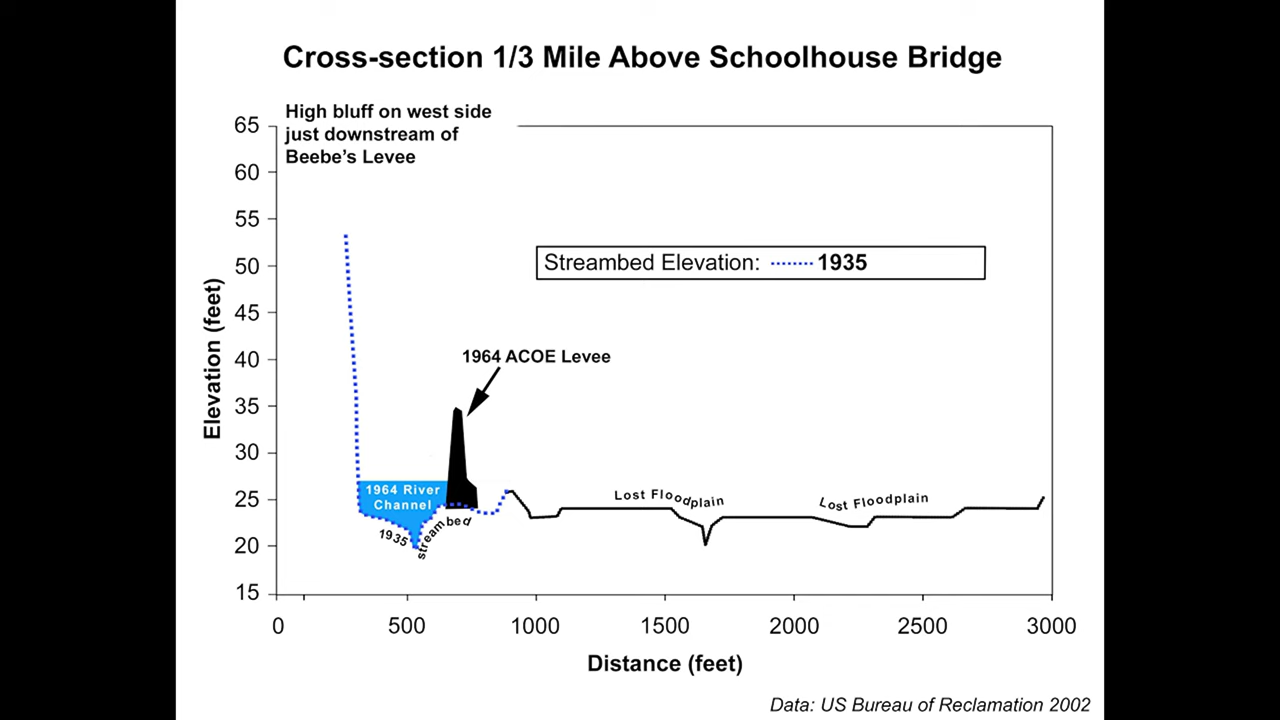 Cross-section 1/3 Mile Above Schoolhouse Bridge
High bluff on west side
just downstream of
Beebe's Levee
65
60
55
50
45
40
35
30
25
20
15
Elevation (feet)
Streambed Elevation: 1935
1964 ACOE Levee
1964 River
Channel
1935 streambed
Lost Floodplain
Lost Floodplain
0 500 1000 1500 2000 2500 3000
Distance (feet)
Data: US Bureau of Reclamation 2002